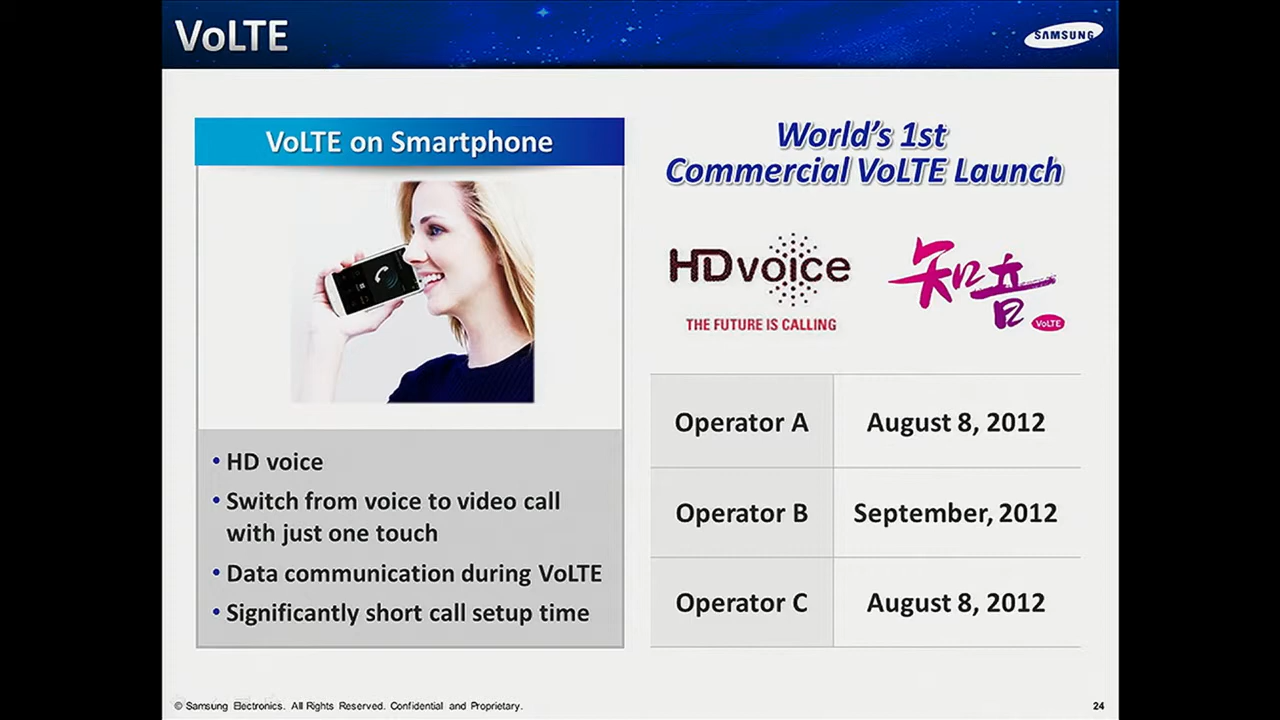 VoLTE
SAMSUNG
VoLTE on Smartphone
• HD voice
• Switch from voice to video call
with just one touch
• Data communication during VoLTE
• Significantly short call setup time
World's 1st
Commercial VoLTE Launch
HD voice
THE FUTURE IS CALLING
知音
VoLTE
Operator A August 8, 2012
Operator B September, 2012
Operator C August 8, 2012
© Samsung Electronics. All Rights Reserved. Confidential and Proprietary.
24